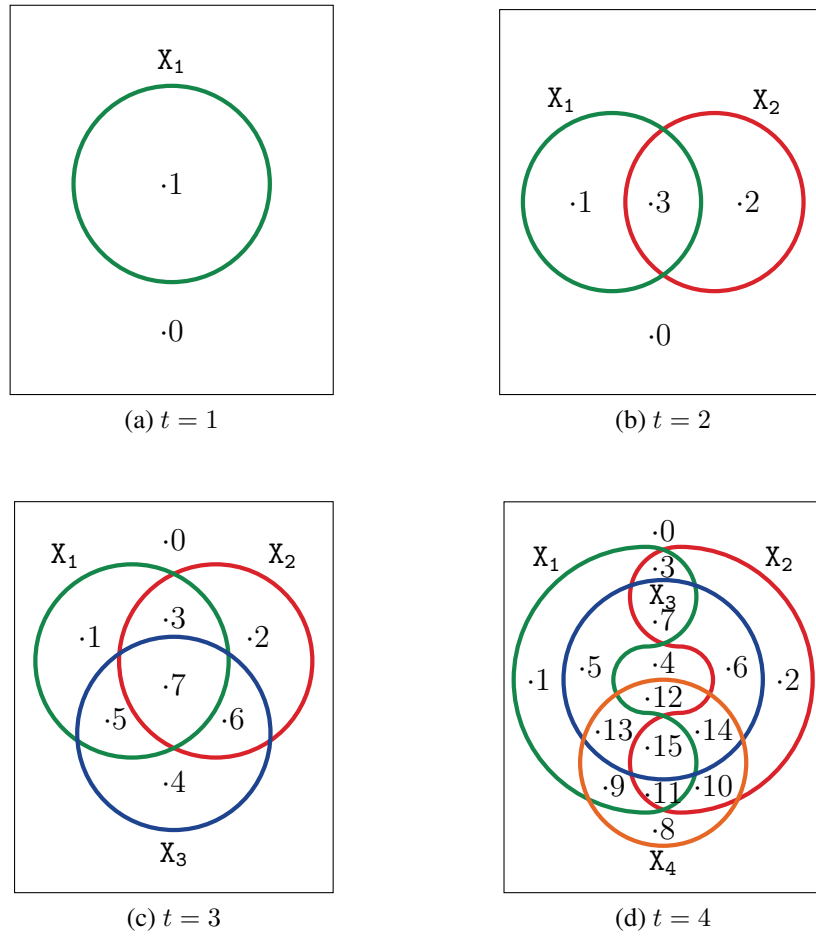 X₁
·1
·0
(a) t = 1
X₁ X₂
·1 ·3 ·2
·0
(b) t = 2
·0
X₁ X₂
·3
·1 ·2
·7
·5 ·6
·4
X₃
(c) t = 3
·0
X₁ X₂
·3
X₃
·7
·5 ·4 ·6
·1 ·2
·12
·13 ·14
·15
·9 ·11 ·10
·8
X₄
(d) t = 4